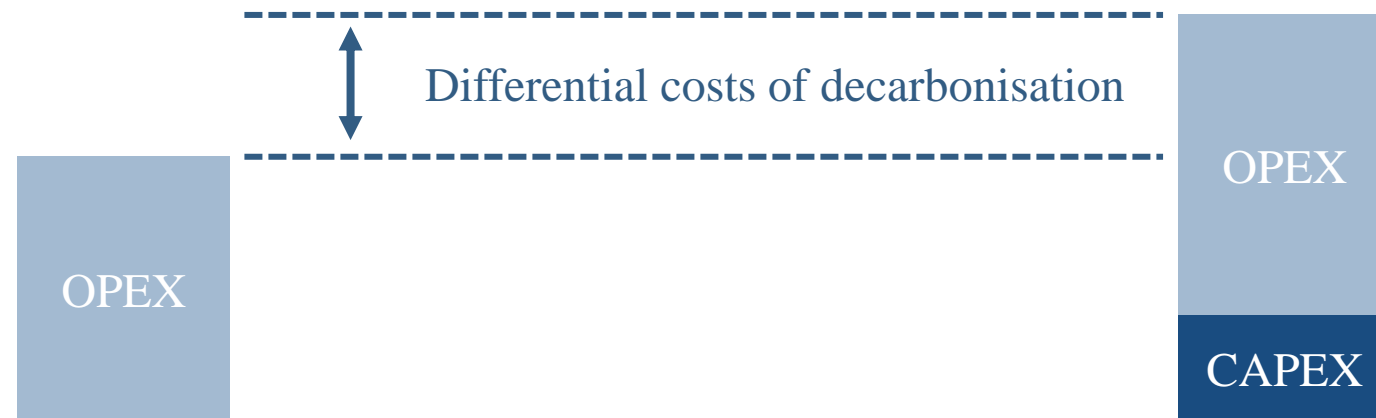 Differential costs of decarbonisation
OPEX
OPEX
CAPEX